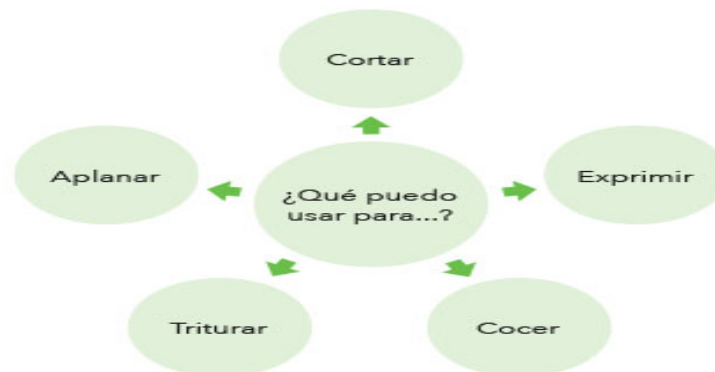 Cortar
Aplanar
¿Qué puedo
usar para...?
Exprimir
Triturar
Cocer